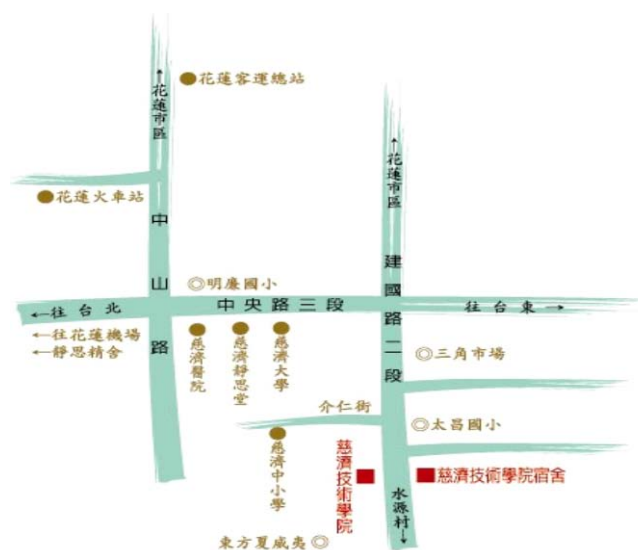 花蓮客運總站
↑花蓮市區
↑花蓮市區
花蓮火車站
中山路
建國路二段
明廉國小
←往台北
中央路三段
往台東→
←往花蓮機場
←靜思精舍
慈濟醫院
慈濟靜思堂
慈濟大學
三角市場
介仁街
太昌國小
慈濟中小學
慈濟技術學院
慈濟技術學院宿舍
水源村↓
東方夏威夷